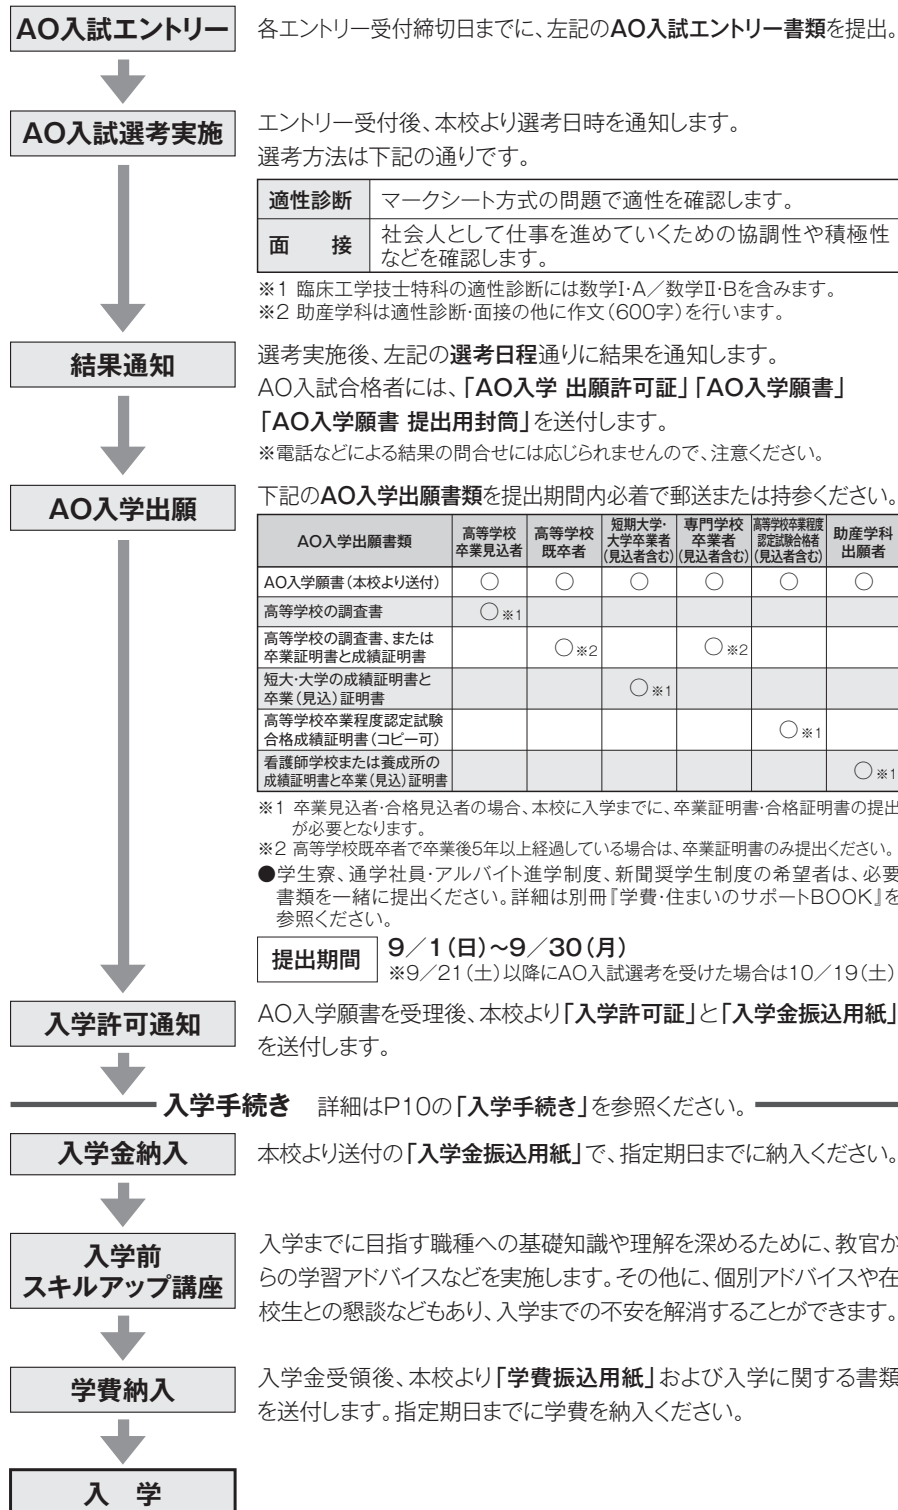 AO入試エントリー
各エントリー受付締切日までに、左記のAO入試エントリー書類を提出。
AO入試選考実施
エントリー受付後、本校より選考日時を通知します。
選考方法は下記の通りです。
適性診断 マークシート方式の問題で適性を確認します。
面　接 社会人として仕事を進めていくための協調性や積極性
などを確認します。
※1 臨床工学技士特科の適性診断には数学Ⅰ・A／数学Ⅱ・Bを含みます。
※2 助産学科は適性診断・面接の他に作文（600字）を行います。
結果通知
選考実施後、左記の選考日程通りに結果を通知します。
AO入試合格者には、「AO入学 出願許可証」「AO入学願書」
「AO入学願書 提出用封筒」を送付します。
※電話などによる結果の問合せには応じられませんので、注意ください。
AO入学出願
下記のAO入学出願書類を提出期間内必着で郵送または持参ください。
AO入学出願書類
高等学校
卒業見込者
高等学校
既卒者
短期大学・
大学卒業者
（見込者含む）
専門学校
卒業者
（見込者含む）
高等学校卒業程度
認定試験合格者
（見込者含む）
助産学科
出願者
AO入学願書（本校より送付） ○ ○ ○ ○ ○ ○
高等学校の調査書 ○※1
高等学校の調査書、または
卒業証明書と成績証明書 ○※2 ○※2
短大・大学の成績証明書と
卒業（見込）証明書 ○※1
高等学校卒業程度認定試験
合格成績証明書（コピー可） ○※1
看護師学校または養成所の
成績証明書と卒業（見込）証明書 ○※1
※1 卒業見込者・合格見込者の場合、本校に入学までに、卒業証明書・合格証明書の提出
が必要となります。
※2 高等学校既卒者で卒業後5年以上経過している場合は、卒業証明書のみ提出ください。
●学生寮、通学社員・アルバイト進学制度、新聞奨学生制度の希望者は、必要
書類を一緒に提出ください。詳細は別冊『学費・住まいのサポートBOOK』を
参照ください。
提出期間 9／1（日）～9／30（月）
※9／21（土）以降にAO入試選考を受けた場合は10／19（土）
入学許可通知
AO入学願書を受理後、本校より「入学許可証」と「入学金振込用紙」
を送付します。
入学手続き 詳細はP10の「入学手続き」を参照ください。
入学金納入
本校より送付の「入学金振込用紙」で、指定期日までに納入ください。
入学前
スキルアップ講座
入学までに目指す職種への基礎知識や理解を深めるために、教官か
らの学習アドバイスなどを実施します。その他に、個別アドバイスや在
校生との懇談などもあり、入学までの不安を解消することができます。
学費納入
入学金受領後、本校より「学費振込用紙」および入学に関する書類
を送付します。指定期日までに学費を納入ください。
入　学